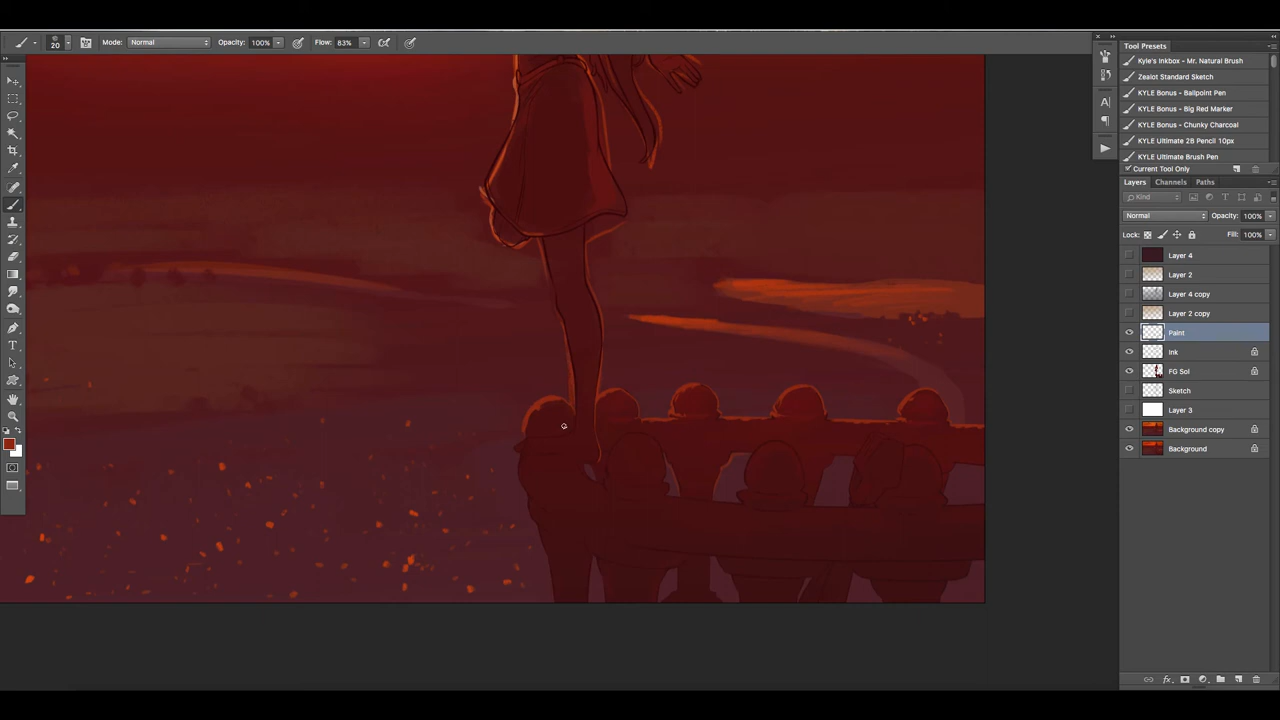 20
Mode: Normal
Opacity: 100%
Flow: 83%
Tool Presets
Kyle's Inkbox - Mr. Natural Brush
Zealot Standard Sketch
KYLE Bonus - Ballpoint Pen
KYLE Bonus - Big Red Marker
KYLE Bonus - Chunky Charcoal
KYLE Ultimate 2B Pencil 10px
KYLE Ultimate Brush Pen
Current Tool Only
Layers Channels Paths
Kind
Normal Opacity: 100%
Lock: Fill: 100%
Layer 4
Layer 2
Layer 4 copy
Layer 2 copy
Paint
Ink
FG Sol
Sketch
Layer 3
Background copy
Background